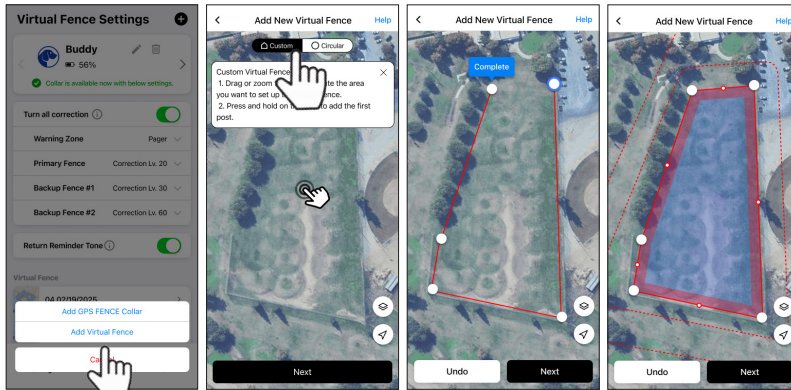 Virtual Fence Settings
Buddy
56%
Collar is available now with below settings.
Turn all correction
Warning Zone Pager
Primary Fence Correction Lv. 20
Backup Fence #1 Correction Lv. 30
Backup Fence #2 Correction Lv. 60
Return Reminder Tone
Virtual Fence
04 02/19/2025
Add GPS FENCE Collar
Add Virtual Fence
Add New Virtual Fence Help
Custom Circular
Custom Virtual Fence
1. Drag or zoom the area
you want to set up fence.
2. Press and hold on to add the first
post.
Next
Add New Virtual Fence Help
Complete
Undo Next
Add New Virtual Fence Help
Undo Next